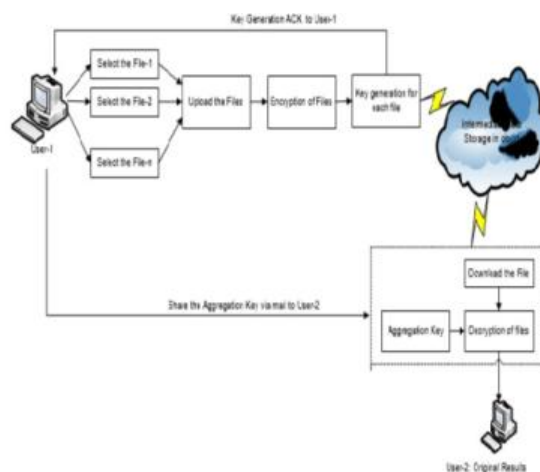 Key Generation ACK to User-1
Select the File-1
Select the File-2
Select the File-n
Upload the Files
Encryption of Files
Key generation for
each file
User-1
Storage in
Share the Aggregation Key via mail to User-2
Download the File
Aggregation Key
Decryption of files
User-2: Original Results